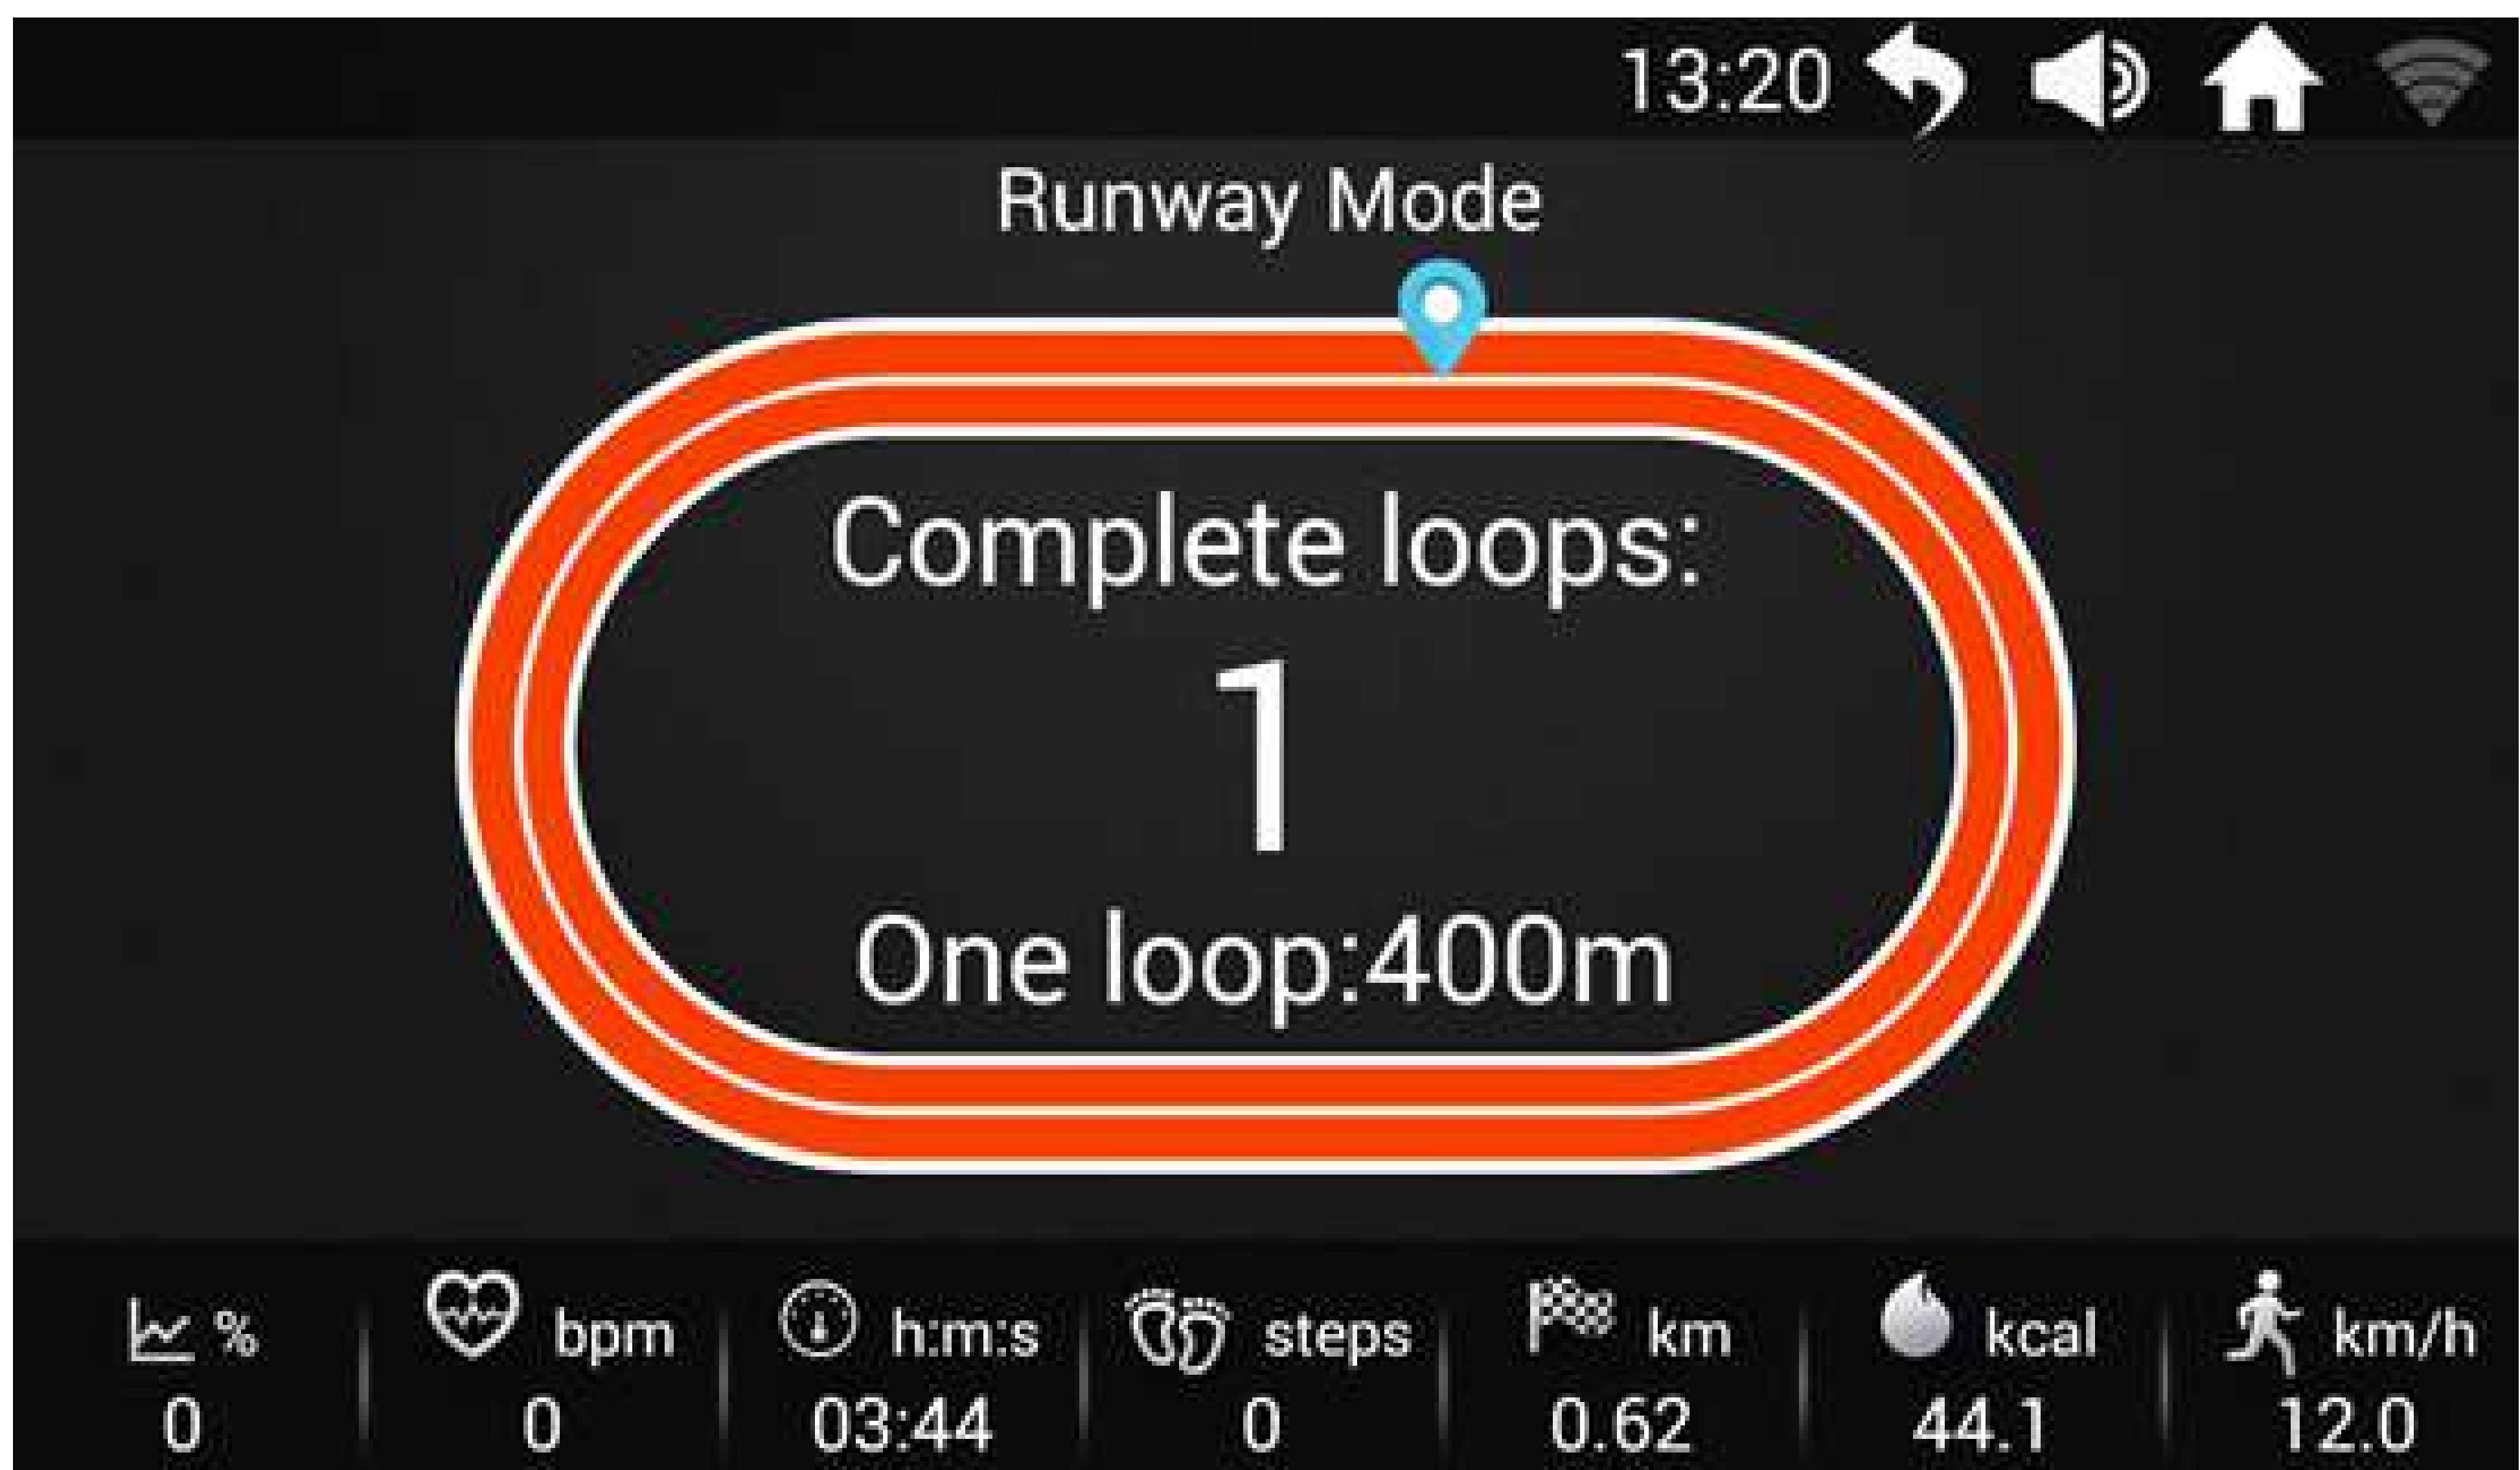 13:20
Runway Mode
Complete loops:
1
One loop:400m
% bpm h:m:s steps km kcal km/h
0 0 03:44 0 0.62 44.1 12.0